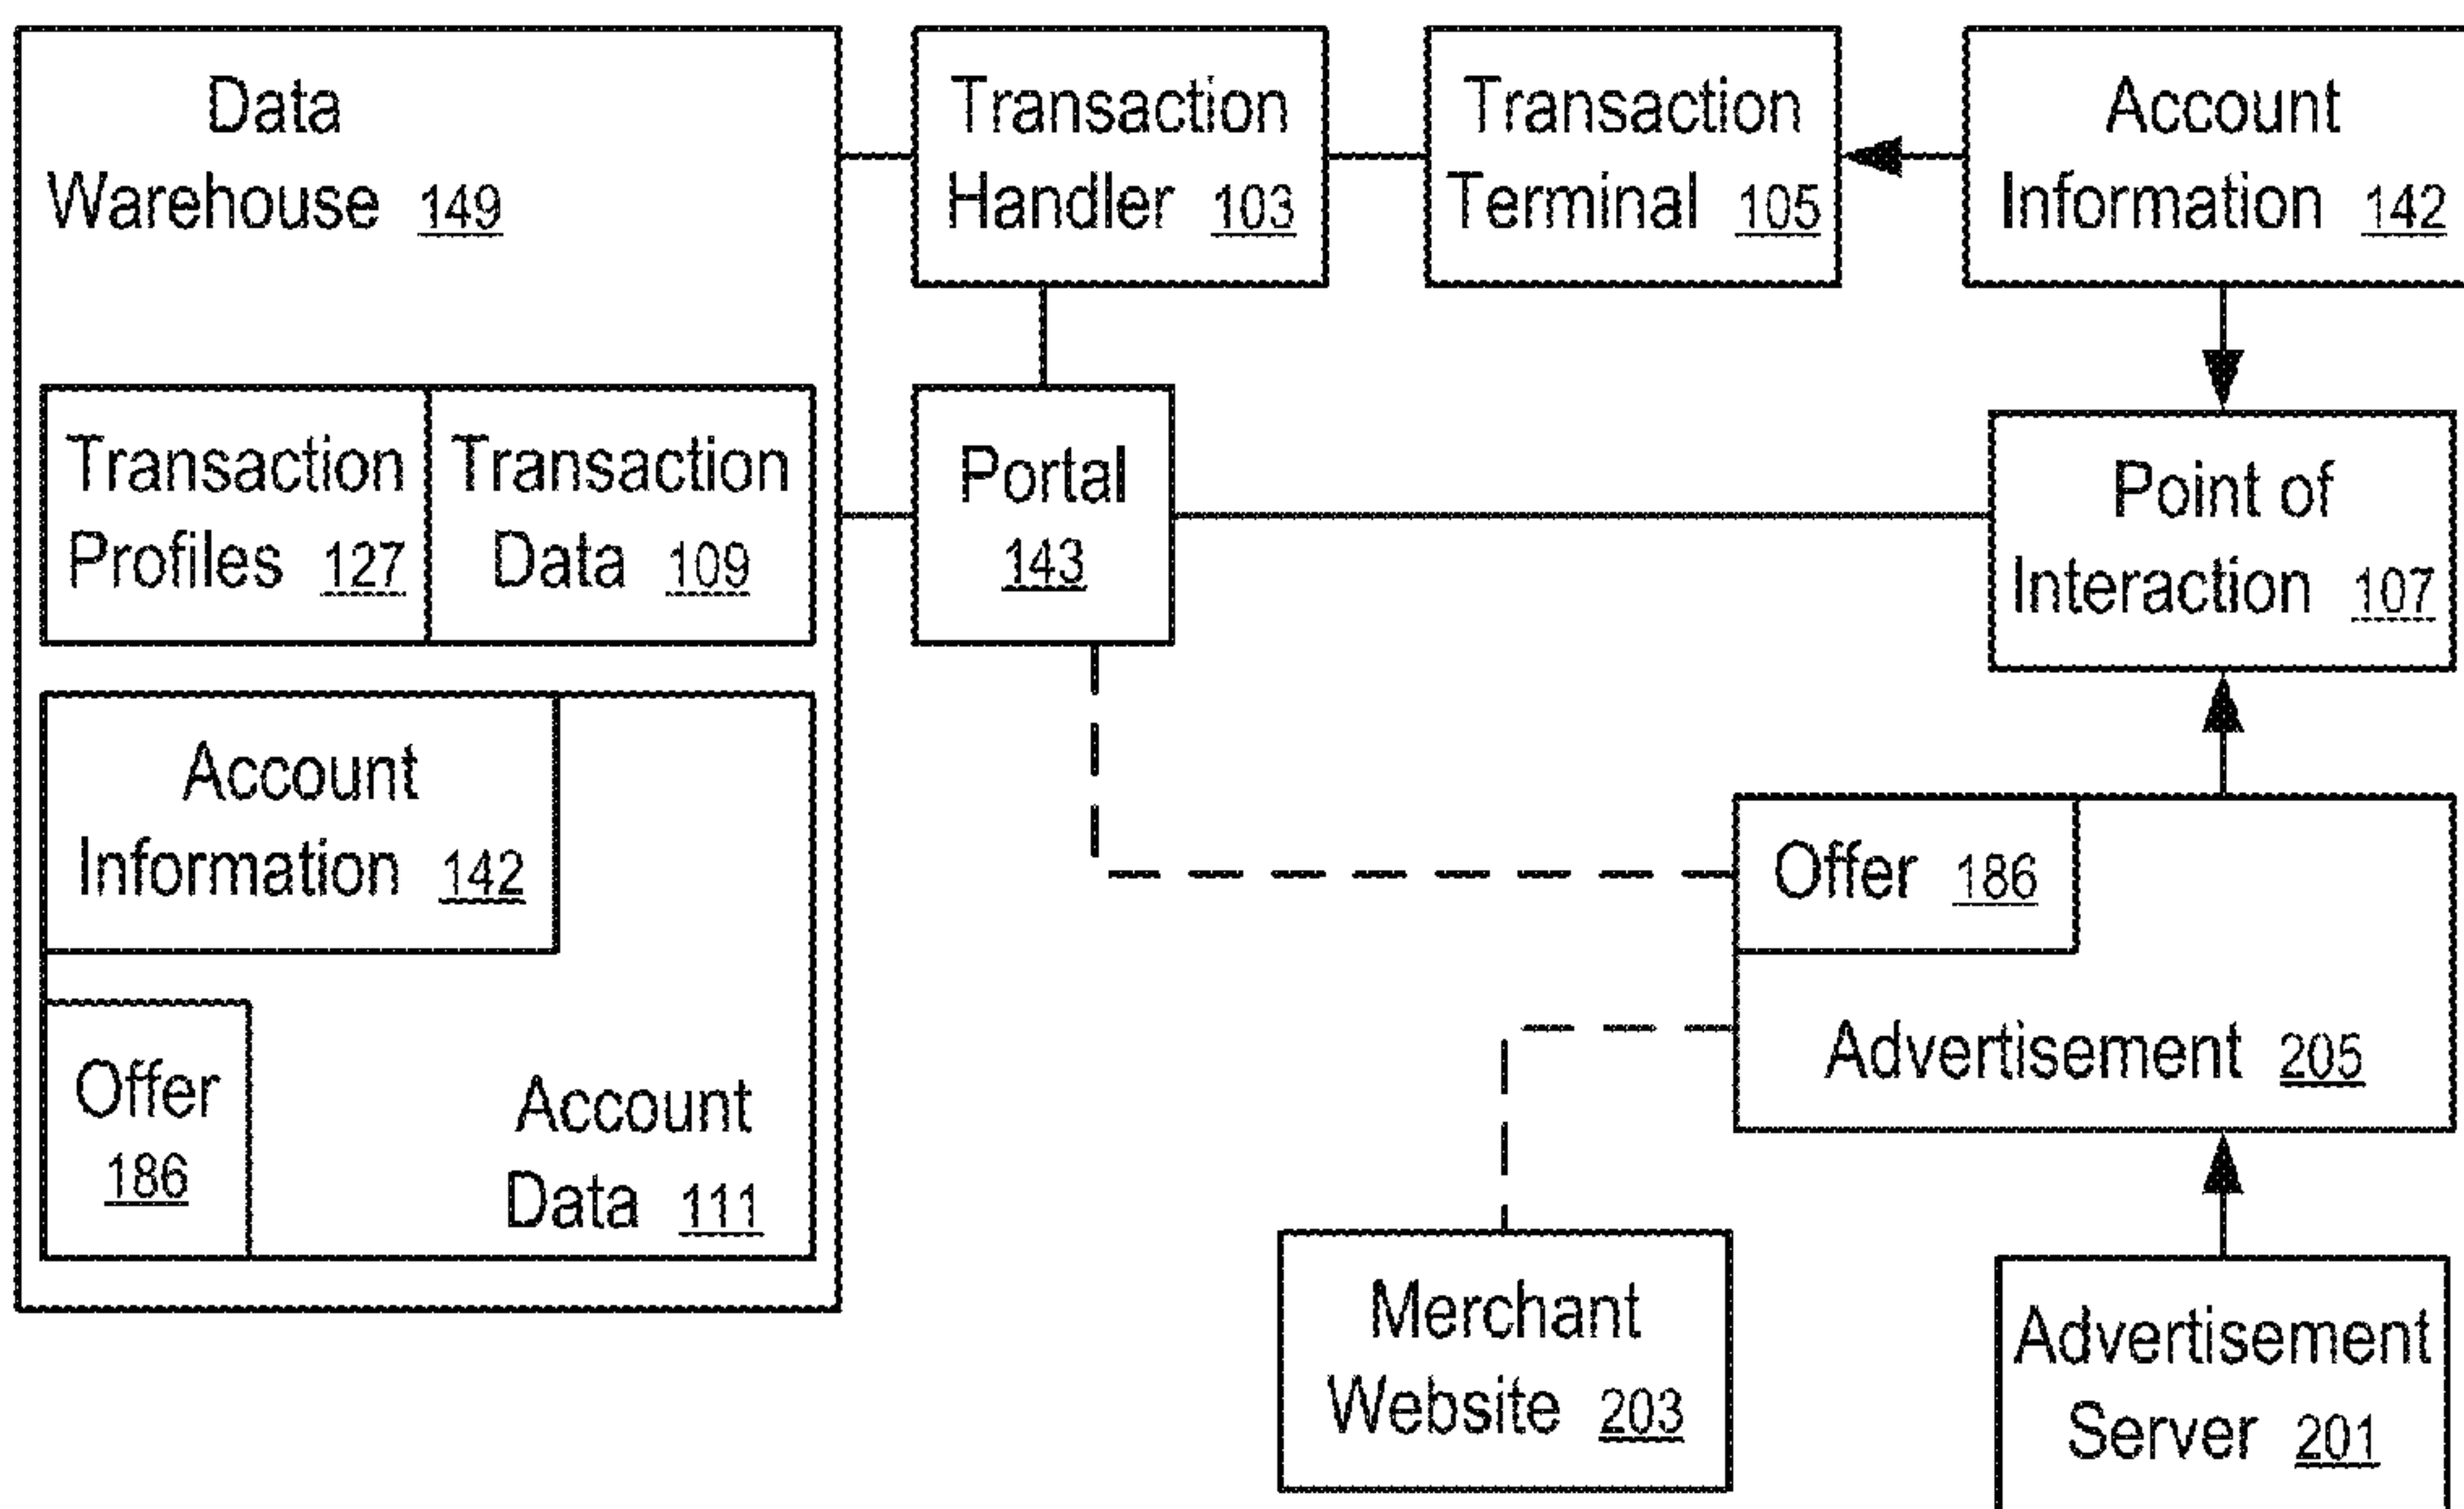 Data
Warehouse 149
Transaction
Handler 103
Transaction
Terminal 105
Account
Information 142
Transaction
Profiles 127
Transaction
Data 109
Portal
143
Point of
Interaction 107
Account
Information 142
Offer
186
Account
Data 111
Offer 186
Advertisement 205
Merchant
Website 203
Advertisement
Server 201